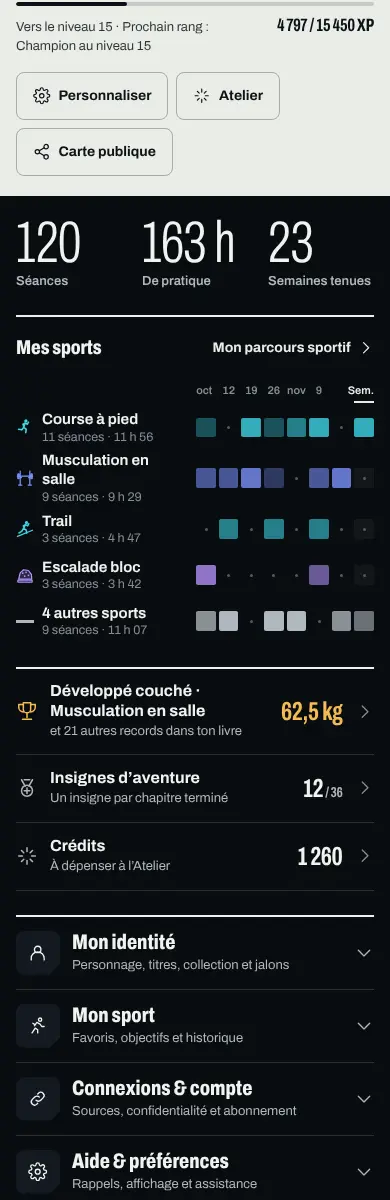 Vers le niveau 15 · Prochain rang :
Champion au niveau 15
4 797 / 15 450 XP
Personnaliser
Atelier
Carte publique
120
Séances
163 h
De pratique
23
Semaines tenues
Mes sports
Mon parcours sportif
oct 12 19 26 nov 9 Sem.
Course à pied
11 séances · 11 h 56
Musculation en
salle
9 séances · 9 h 29
Trail
3 séances · 4 h 47
Escalade bloc
3 séances · 3 h 42
4 autres sports
9 séances · 11 h 07
Développé couché ·
Musculation en salle
et 21 autres records dans ton livre
62,5 kg
Insignes d’aventure
Un insigne par chapitre terminé
12 / 36
Crédits
À dépenser à l’Atelier
1 260
Mon identité
Personnage, titres, collection et jalons
Mon sport
Favoris, objectifs et historique
Connexions & compte
Sources, confidentialité et abonnement
Aide & préférences
Rappels, affichage et assistance